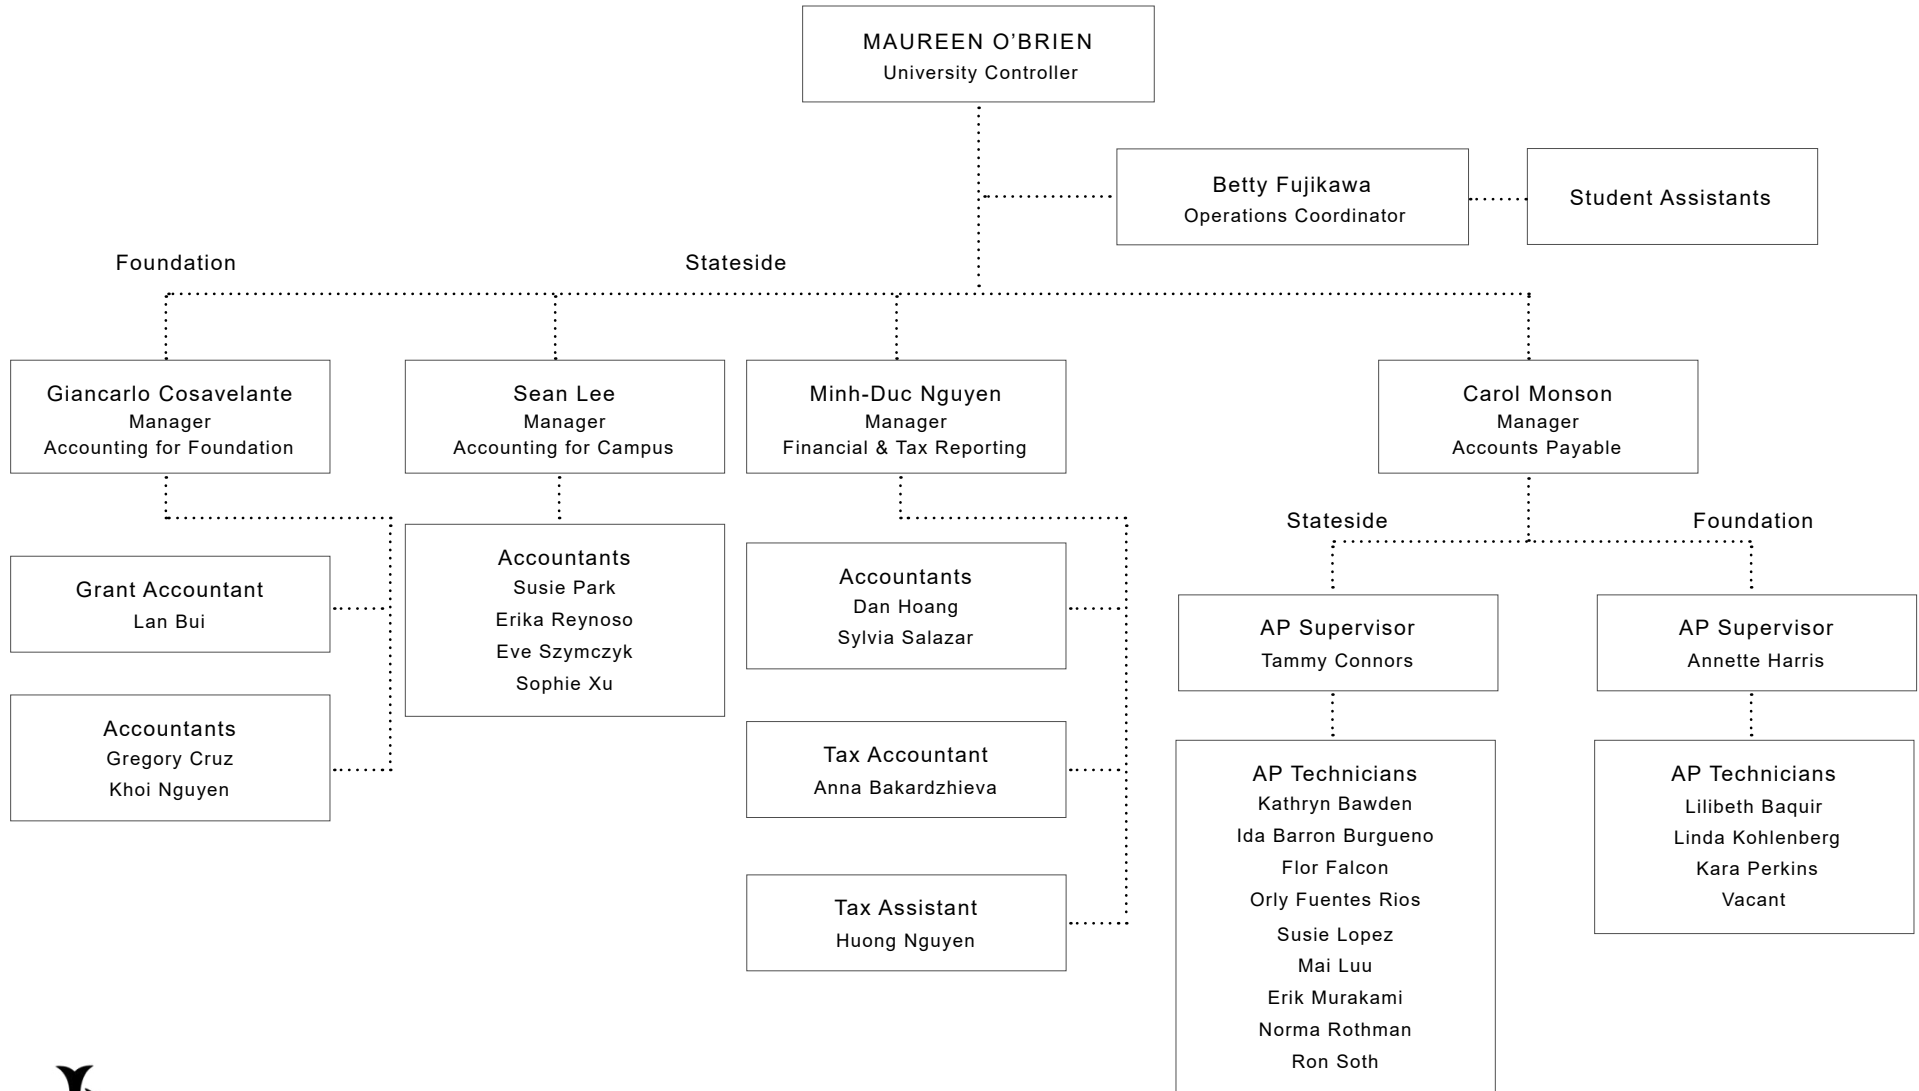 MAUREEN O’BRIEN
University Controller
Betty Fujikawa
Operations Coordinator
Student Assistants
Foundation
Stateside
Giancarlo Cosavelante
Manager
Accounting for Foundation
Sean Lee
Manager
Accounting for Campus
Minh-Duc Nguyen
Manager
Financial & Tax Reporting
Carol Monson
Manager
Accounts Payable
Grant Accountant
Lan Bui
Accountants
Gregory Cruz
Khoi Nguyen
Accountants
Susie Park
Erika Reynoso
Eve Szymczyk
Sophie Xu
Accountants
Dan Hoang
Sylvia Salazar
Tax Accountant
Anna Bakardzhieva
Tax Assistant
Huong Nguyen
Stateside
Foundation
AP Supervisor
Tammy Connors
AP Technicians
Kathryn Bawden
Ida Barron Burgueno
Flor Falcon
Orly Fuentes Rios
Susie Lopez
Mai Luu
Erik Murakami
Norma Rothman
Ron Soth
AP Supervisor
Annette Harris
AP Technicians
Lilibeth Baquir
Linda Kohlenberg
Kara Perkins
Vacant